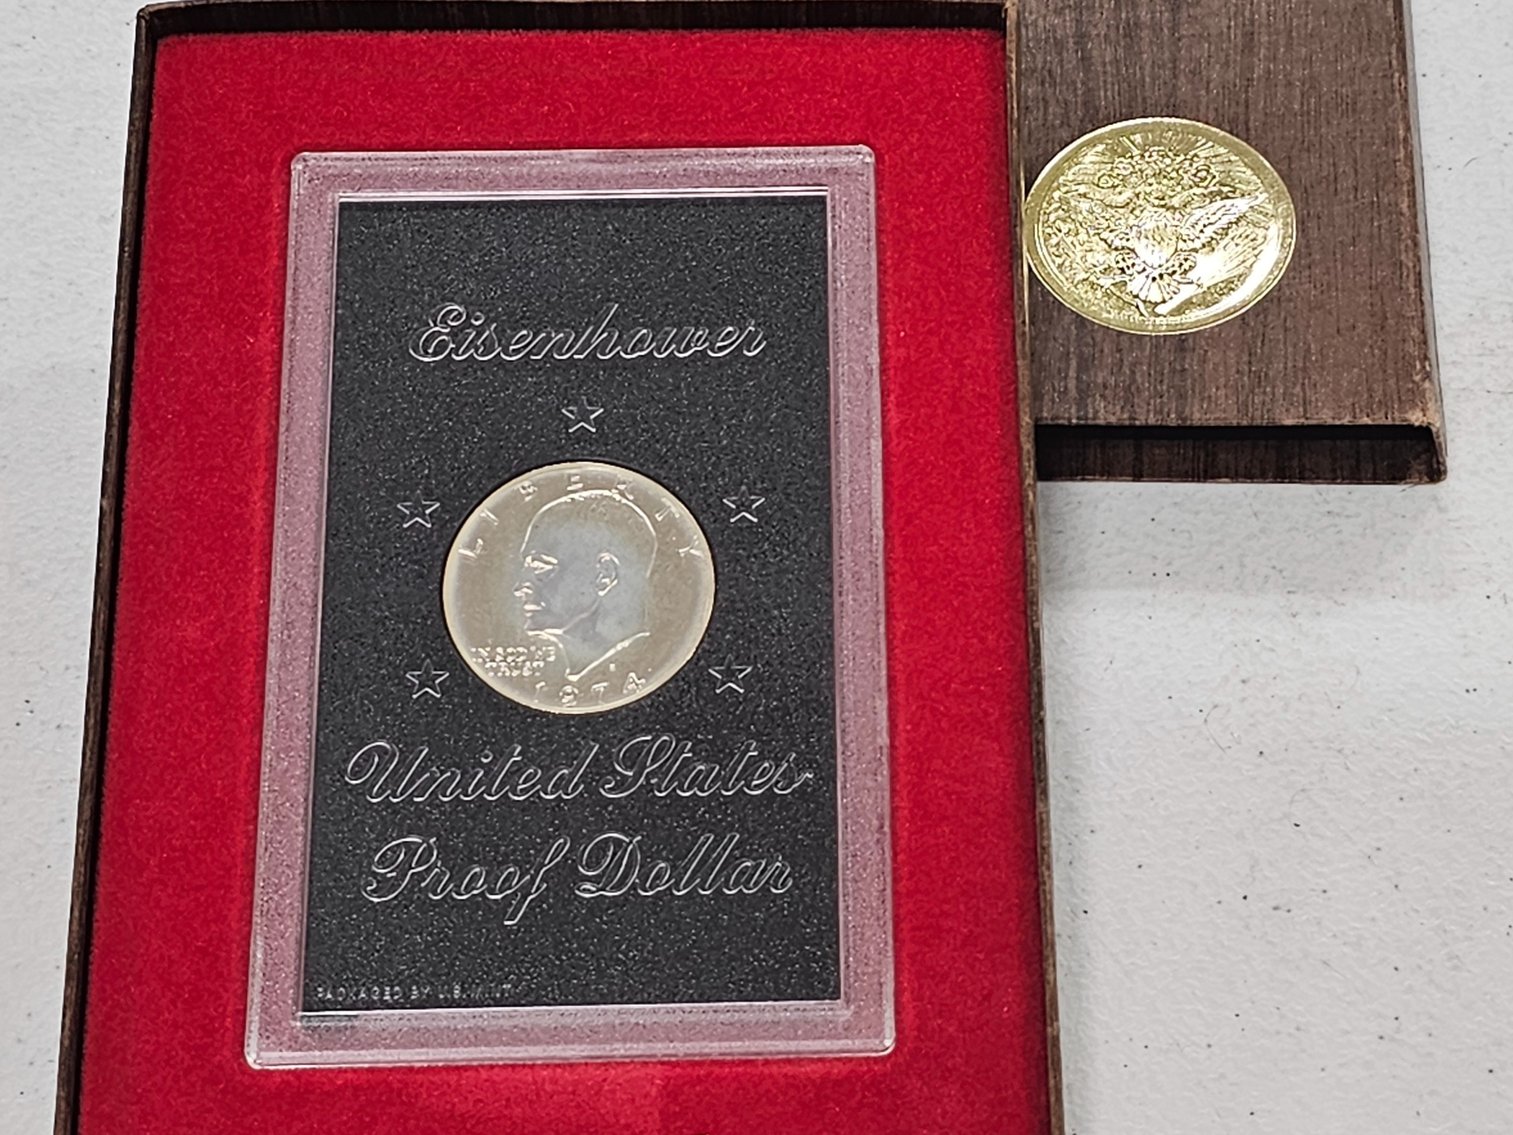 Eisenhower
LIBERTY
IN GOD WE
TRUST
S
1974
United States
Proof Dollar
PACKAGED BY U.S. MINT